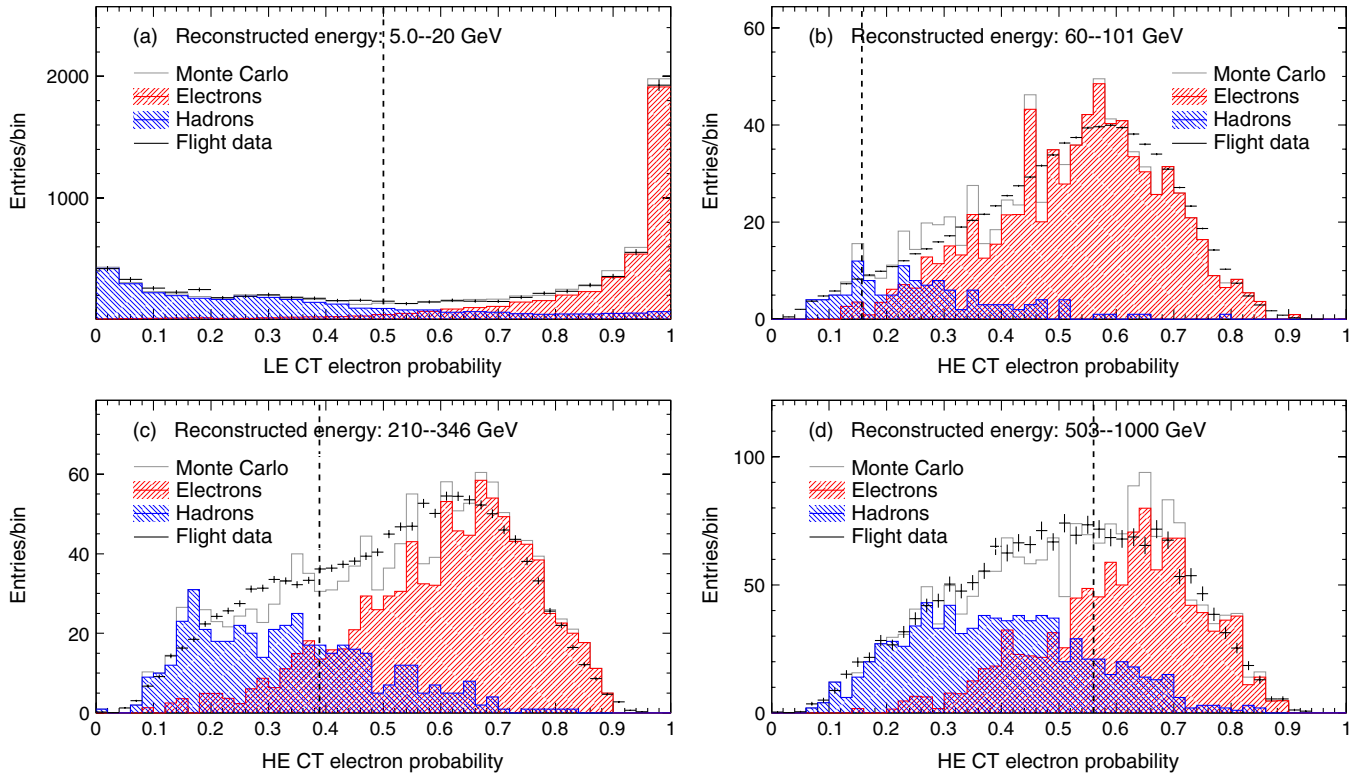 (a) Reconstructed energy: 5.0--20 GeV
Monte Carlo
Electrons
Hadrons
Flight data
Entries/bin
2000
1000
0
0 0.1 0.2 0.3 0.4 0.5 0.6 0.7 0.8 0.9 1
LE CT electron probability
(b) Reconstructed energy: 60--101 GeV
Monte Carlo
Electrons
Hadrons
Flight data
Entries/bin
60
40
20
0
0 0.1 0.2 0.3 0.4 0.5 0.6 0.7 0.8 0.9 1
HE CT electron probability
(c) Reconstructed energy: 210--346 GeV
Monte Carlo
Electrons
Hadrons
Flight data
Entries/bin
60
40
20
0
0 0.1 0.2 0.3 0.4 0.5 0.6 0.7 0.8 0.9 1
HE CT electron probability
(d) Reconstructed energy: 503--1000 GeV
Monte Carlo
Electrons
Hadrons
Flight data
Entries/bin
100
50
0
0 0.1 0.2 0.3 0.4 0.5 0.6 0.7 0.8 0.9 1
HE CT electron probability